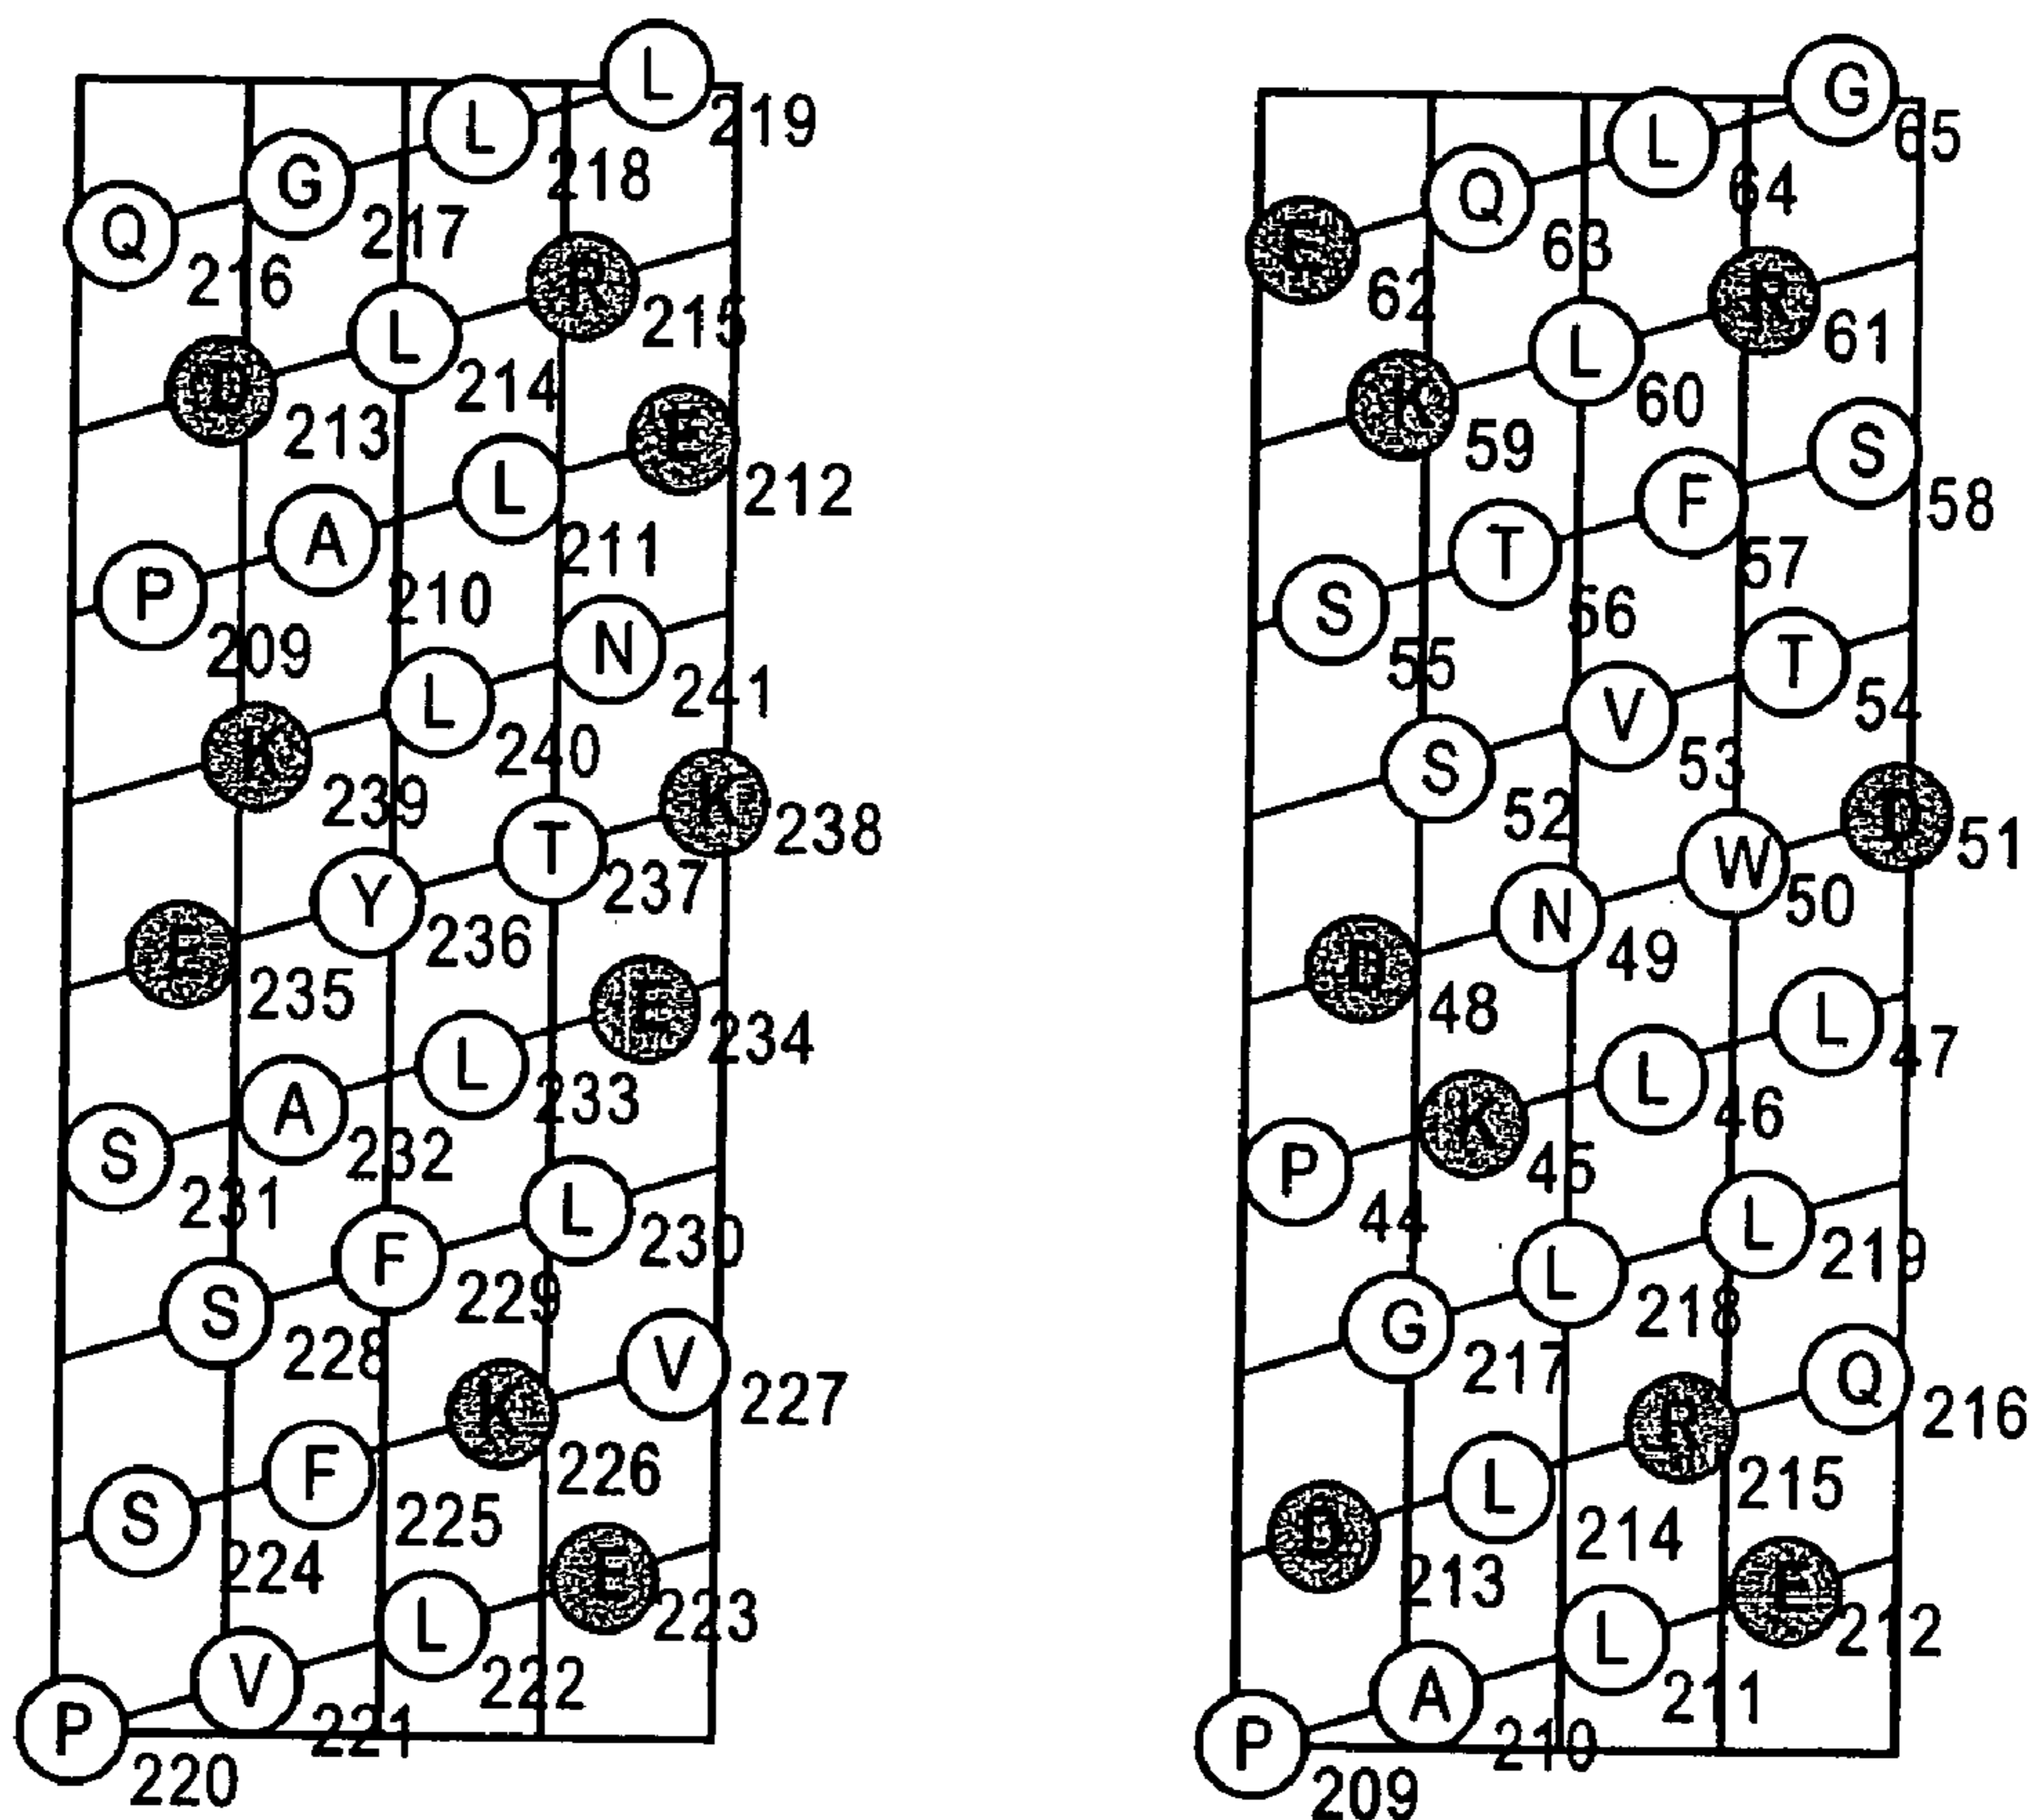 L 219
L 218
G 217
Q 216
R 215
L 214
D 213
E 212
L 211
A 210
P 209
N 241
L 240
K 239
K 238
T 237
Y 236
E 235
E 234
L 233
A 232
S 231
L 230
F 229
S 228
V 227
K 226
F 225
S 224
E 223
L 222
V 221
P 220
G 65
L 64
Q 63
E 62
R 61
L 60
K 59
S 58
F 57
T 56
S 55
T 54
V 53
S 52
D 51
W 50
N 49
D 48
L 47
L 46
K 45
P 44
L 219
L 218
G 217
Q 216
R 215
L 214
D 213
E 212
L 211
A 210
P 209